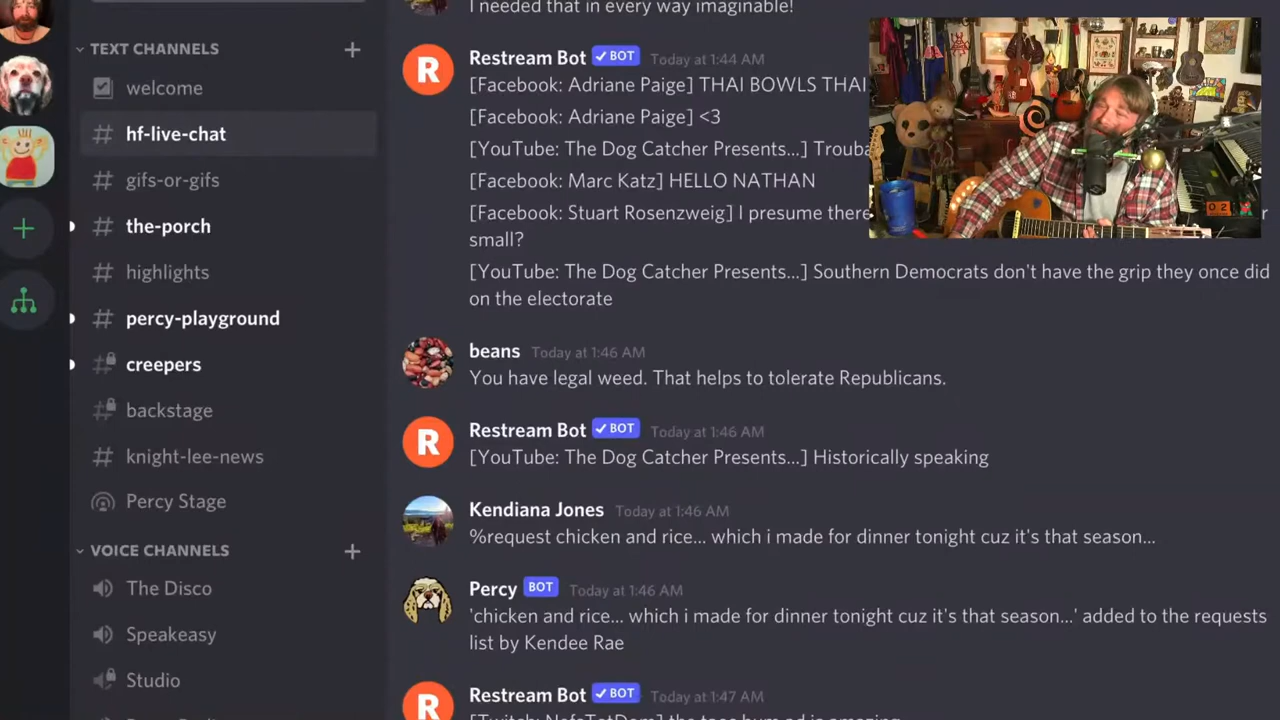 I needed that in every way imaginable!
TEXT CHANNELS
welcome
hf-live-chat
gifs-or-gifs
the-porch
highlights
percy-playground
creepers
backstage
knight-lee-news
Percy Stage
VOICE CHANNELS
The Disco
Speakeasy
Studio
R
Restream Bot BOT Today at 1:44 AM
[Facebook: Adriane Paige] THAI BOWLS THAI
[Facebook: Adriane Paige] <3
[YouTube: The Dog Catcher Presents...]
[Facebook: Marc Katz] HELLO NATHAN
[Facebook: Stuart Rosenzweig] I presume there
small?
[YouTube: The Dog Catcher Presents...] Southern Democrats don't have the grip they once did
on the electorate
beans Today at 1:46 AM
You have legal weed. That helps to tolerate Republicans.
R
Restream Bot BOT Today at 1:46 AM
[YouTube: The Dog Catcher Presents...] Historically speaking
Kendiana Jones Today at 1:46 AM
%request chicken and rice... which i made for dinner tonight cuz it's that season...
Percy BOT Today at 1:46 AM
'chicken and rice... which i made for dinner tonight cuz it's that season...' added to the requests
list by Kendee Rae
R
Restream Bot BOT Today at 1:47 AM